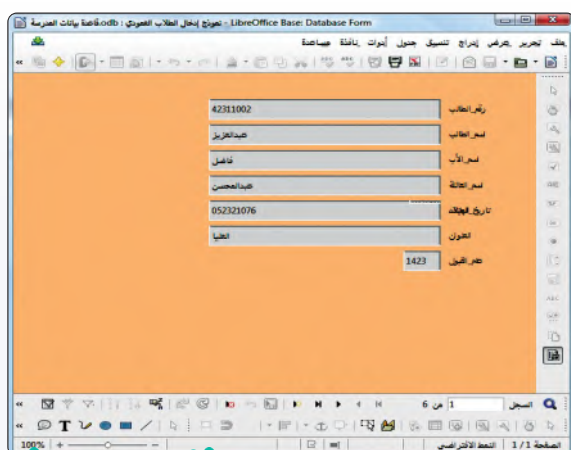 قاعدة بيانات المدرسة.odb : نموذج إدخال الطلاب العمودي - LibreOffice Base: Database Form
ملف تحرير عرض إدراج تنسيق جدول أدوات نافذة مساعدة
رقم الطالب 42311002
اسم الطالب عبدالعزيز
اسم الأب فاضل
اسم العائلة عبدالمحسن
تاريخ 052321076
العنوان العليا
عام القبول 1423
السجل 1 من 6
الصفحة 1/1 النمط الافتراضي 100%